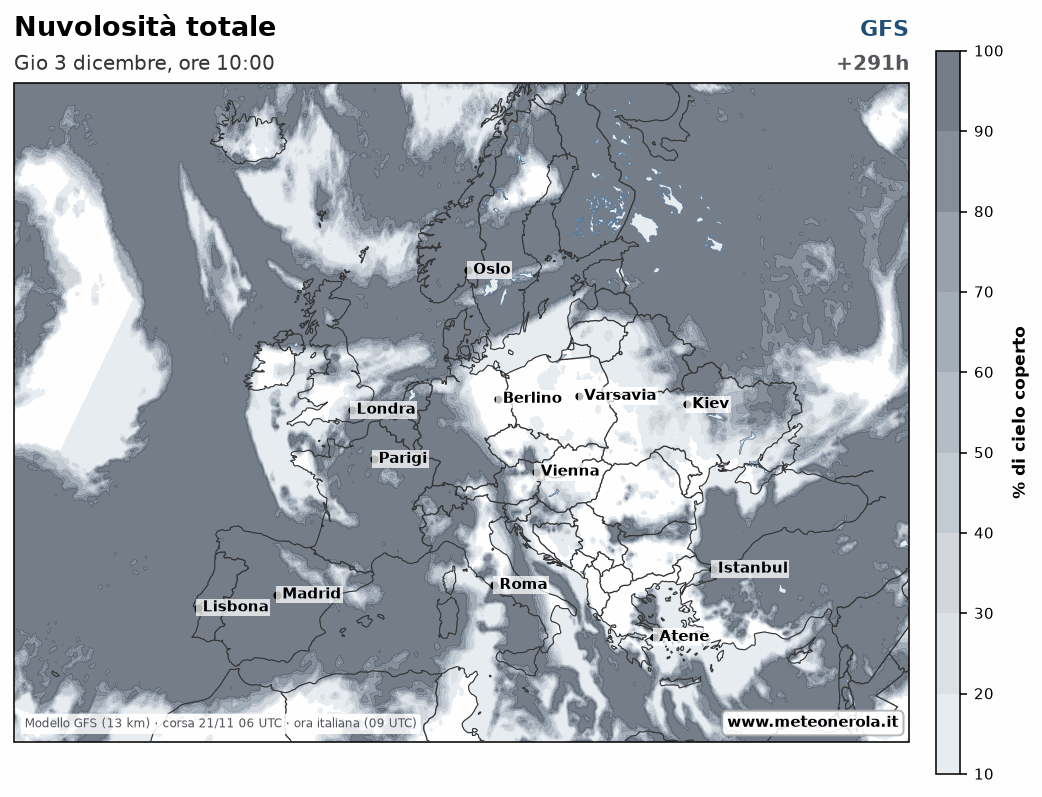 Nuvolosità totale
GFS
Gio 3 dicembre, ore 10:00
+291h
Oslo
Berlino
Varsavia
Kiev
Londra
Parigi
Vienna
Istanbul
Roma
Madrid
Lisbona
Atene
Modello GFS (13 km) · corsa 21/11 06 UTC · ora italiana (09 UTC)
www.meteonerola.it
100
90
80
70
60
50
40
30
20
10
% di cielo coperto